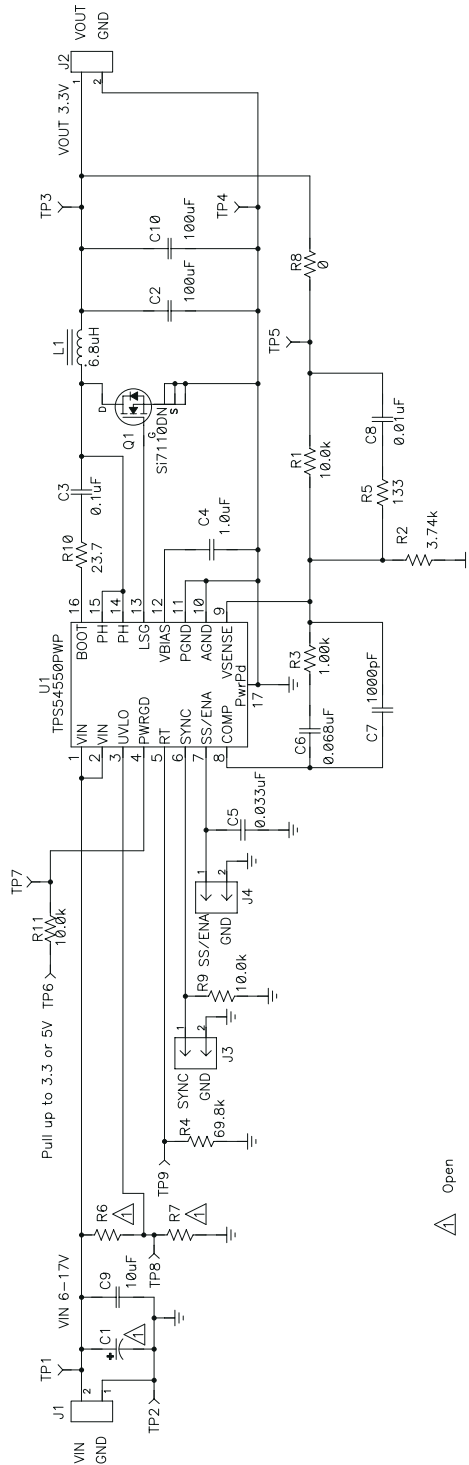 VIN
GND
J1
2
1
TP1
TP2
VIN 6-17V
C1
1
C9
10uF
TP8
R6
1
R7
1
TP9
R4
69.8k
Pull up to 3.3 or 5V
TP6
R11
10.0k
TP7
SYNC
GND
1
2
J3
R9
10.0k
SS/ENA
GND
1
2
J4
C5
0.033uF
U1
TPS54550PWP
1 VIN
2 VIN
3 UVLO
4 PWRGD
5 RT
6 SYNC
7 SS/ENA
8 COMP
BOOT 16
PH 15
PH 14
LSG 13
VBIAS 12
PGND 11
AGND 10
VSENSE 9
PwrPd
17
R10
23.7
C3
0.1uF
C4
1.0uF
Q1
D
G
S
Si7110DN
L1
6.8uH
C2
100uF
C10
100uF
TP3
TP4
VOUT 3.3V
J2
1
2
VOUT
GND
C6
0.068uF
R3
1.00k
C7
1000pF
R1
10.0k
R5
133
C8
0.01uF
R2
3.74k
TP5
R8
0
1 Open